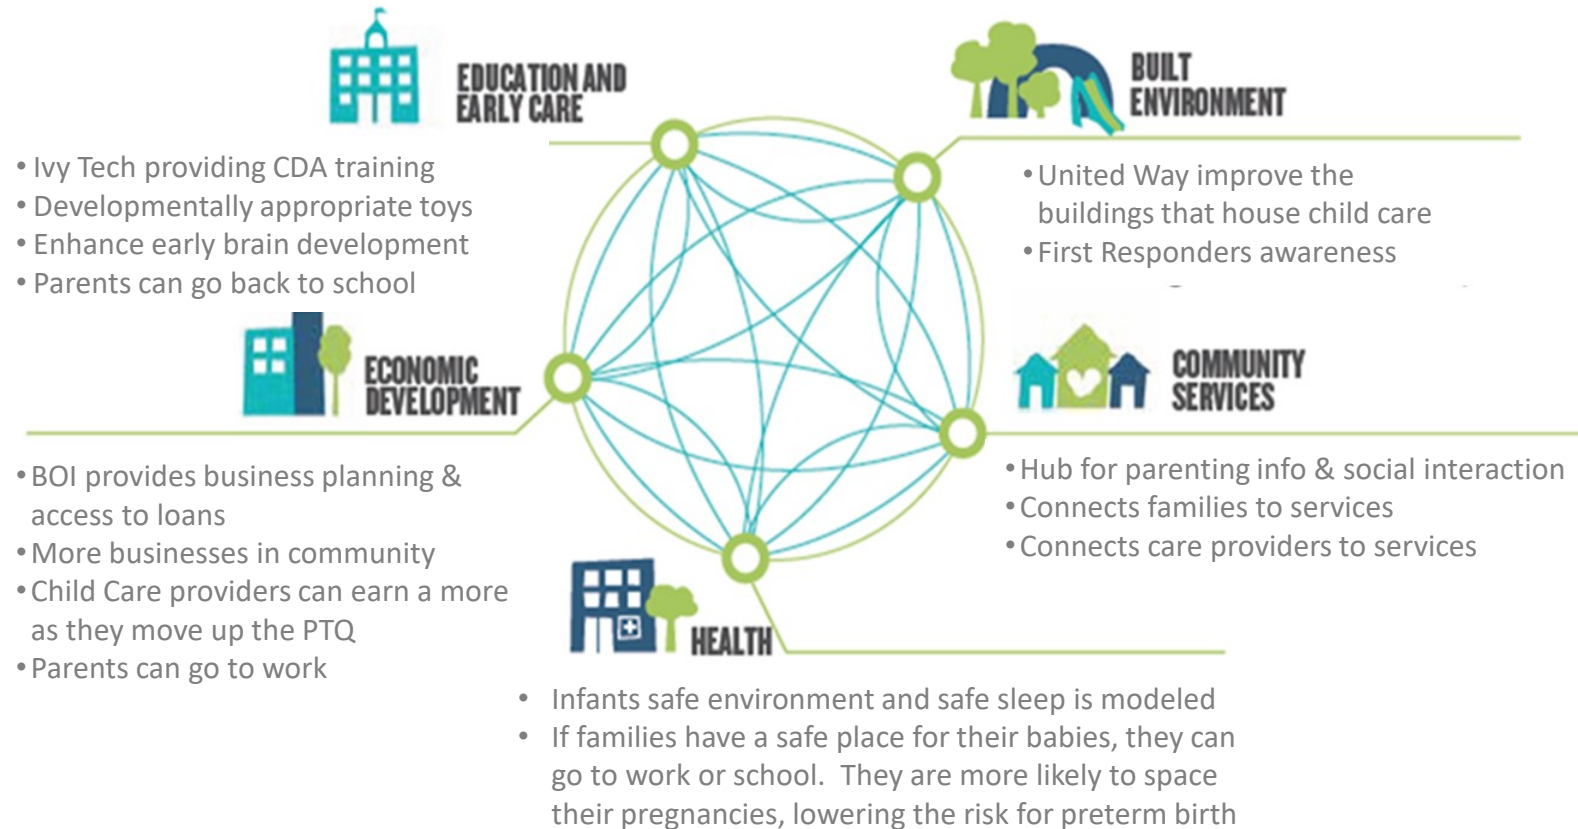 EDUCATION AND
EARLY CARE
• Ivy Tech providing CDA training
• Developmentally appropriate toys
• Enhance early brain development
• Parents can go back to school
BUILT
ENVIRONMENT
• United Way improve the
buildings that house child care
• First Responders awareness
ECONOMIC
DEVELOPMENT
• BOI provides business planning &
access to loans
• More businesses in community
• Child Care providers can earn a more
as they move up the PTQ
• Parents can go to work
COMMUNITY
SERVICES
• Hub for parenting info & social interaction
• Connects families to services
• Connects care providers to services
HEALTH
• Infants safe environment and safe sleep is modeled
• If families have a safe place for their babies, they can
go to work or school. They are more likely to space
their pregnancies, lowering the risk for preterm birth